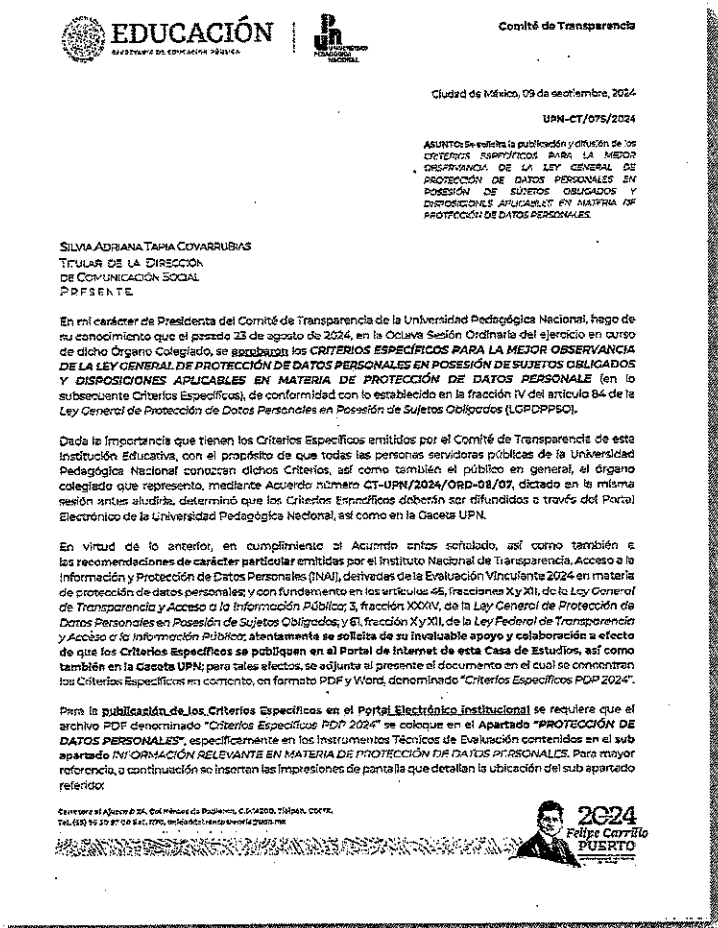 EDUCACIÓN
SECRETARÍA DE EDUCACIÓN PÚBLICA
UNIVERSIDAD
PEDAGÓGICA
NACIONAL
Comité de Transparencia
Ciudad de México, 09 de septiembre, 2024
UPN-CT/075/2024
ASUNTO: Se solicita la publicación y difusión de los
CRITERIOS ESPECÍFICOS PARA LA MEJOR
OBSERVANCIA DE LA LEY GENERAL DE
PROTECCIÓN DE DATOS PERSONALES EN
POSESIÓN DE SUJETOS OBLIGADOS Y
DISPOSICIONES APLICABLES EN MATERIA DE
PROTECCIÓN DE DATOS PERSONALES.
SILVIA ADRIANA TAPIA COVARRUBIAS
TITULAR DE LA DIRECCIÓN
DE COMUNICACIÓN SOCIAL
P R E S E N T E
En mi carácter de Presidenta del Comité de Transparencia de la Universidad Pedagógica Nacional, hago de
su conocimiento que el pasado 23 de agosto de 2024, en la Octava Sesión Ordinaria del ejercicio en curso
de dicho Órgano Colegiado, se aprobaron los CRITERIOS ESPECÍFICOS PARA LA MEJOR OBSERVANCIA
DE LA LEY GENERAL DE PROTECCIÓN DE DATOS PERSONALES EN POSESIÓN DE SUJETOS OBLIGADOS
Y DISPOSICIONES APLICABLES EN MATERIA DE PROTECCIÓN DE DATOS PERSONALE (en lo
subsecuente Criterios Específicos), de conformidad con lo establecido en la fracción IV del artículo 84 de la
Ley General de Protección de Datos Personales en Posesión de Sujetos Obligados (LGPDPPSO).
Dada la importancia que tienen los Criterios Específicos emitidos por el Comité de Transparencia de esta
Institución Educativa, con el propósito de que todas las personas servidoras públicas de la Universidad
Pedagógica Nacional conozcan dichos Criterios, así como también el público en general, el órgano
colegiado que represento, mediante Acuerdo número CT-UPN/2024/ORD-08/07, dictado en la misma
sesión antes aludida, determinó que los Criterios Específicos deberán ser difundidos a través del Portal
Electrónico de la Universidad Pedagógica Nacional, así como en la Gaceta UPN.
En virtud de lo anterior, en cumplimiento al Acuerdo antes señalado, así como también a
las recomendaciones de carácter particular emitidas por el Instituto Nacional de Transparencia, Acceso a la
Información y Protección de Datos Personales (INAI), derivadas de la Evaluación Vinculante 2024 en materia
de protección de datos personales; y con fundamento en los artículos 45, fracciones X y XII, de la Ley General
de Transparencia y Acceso a la Información Pública; 3, fracción XXXIV, de la Ley General de Protección de
Datos Personales en Posesión de Sujetos Obligados; y 61, fracción X y XII, de la Ley Federal de Transparencia
y Acceso a la Información Pública; atentamente se solicita de su invaluable apoyo y colaboración a efecto
de que los Criterios Específicos se publiquen en el Portal de Internet de esta Casa de Estudios, así como
también en la Gaceta UPN; para tales efectos, se adjunta al presente el documento en el cual se concentran
los Criterios Específicos en comento, en formato PDF y Word, denominado "Criterios Específicos PDP 2024".
Para la publicación de los Criterios Específicos en el Portal Electrónico Institucional se requiere que el
archivo PDF denominado "Criterios Específicos PDP 2024" se coloque en el Apartado "PROTECCIÓN DE
DATOS PERSONALES", específicamente en los Instrumentos Técnicos de Evaluación contenidos en el sub
apartado INFORMACIÓN RELEVANTE EN MATERIA DE PROTECCIÓN DE DATOS PERSONALES. Para mayor
referencia, a continuación se insertan las impresiones de pantalla que detallan la ubicación del sub apartado
referido:
Carretera al Ajusco # 24, Col. Héroes de Padierna, C.P. 14200, Tlalpan, CDMX.
2024
Felipe Carrillo
PUERTO